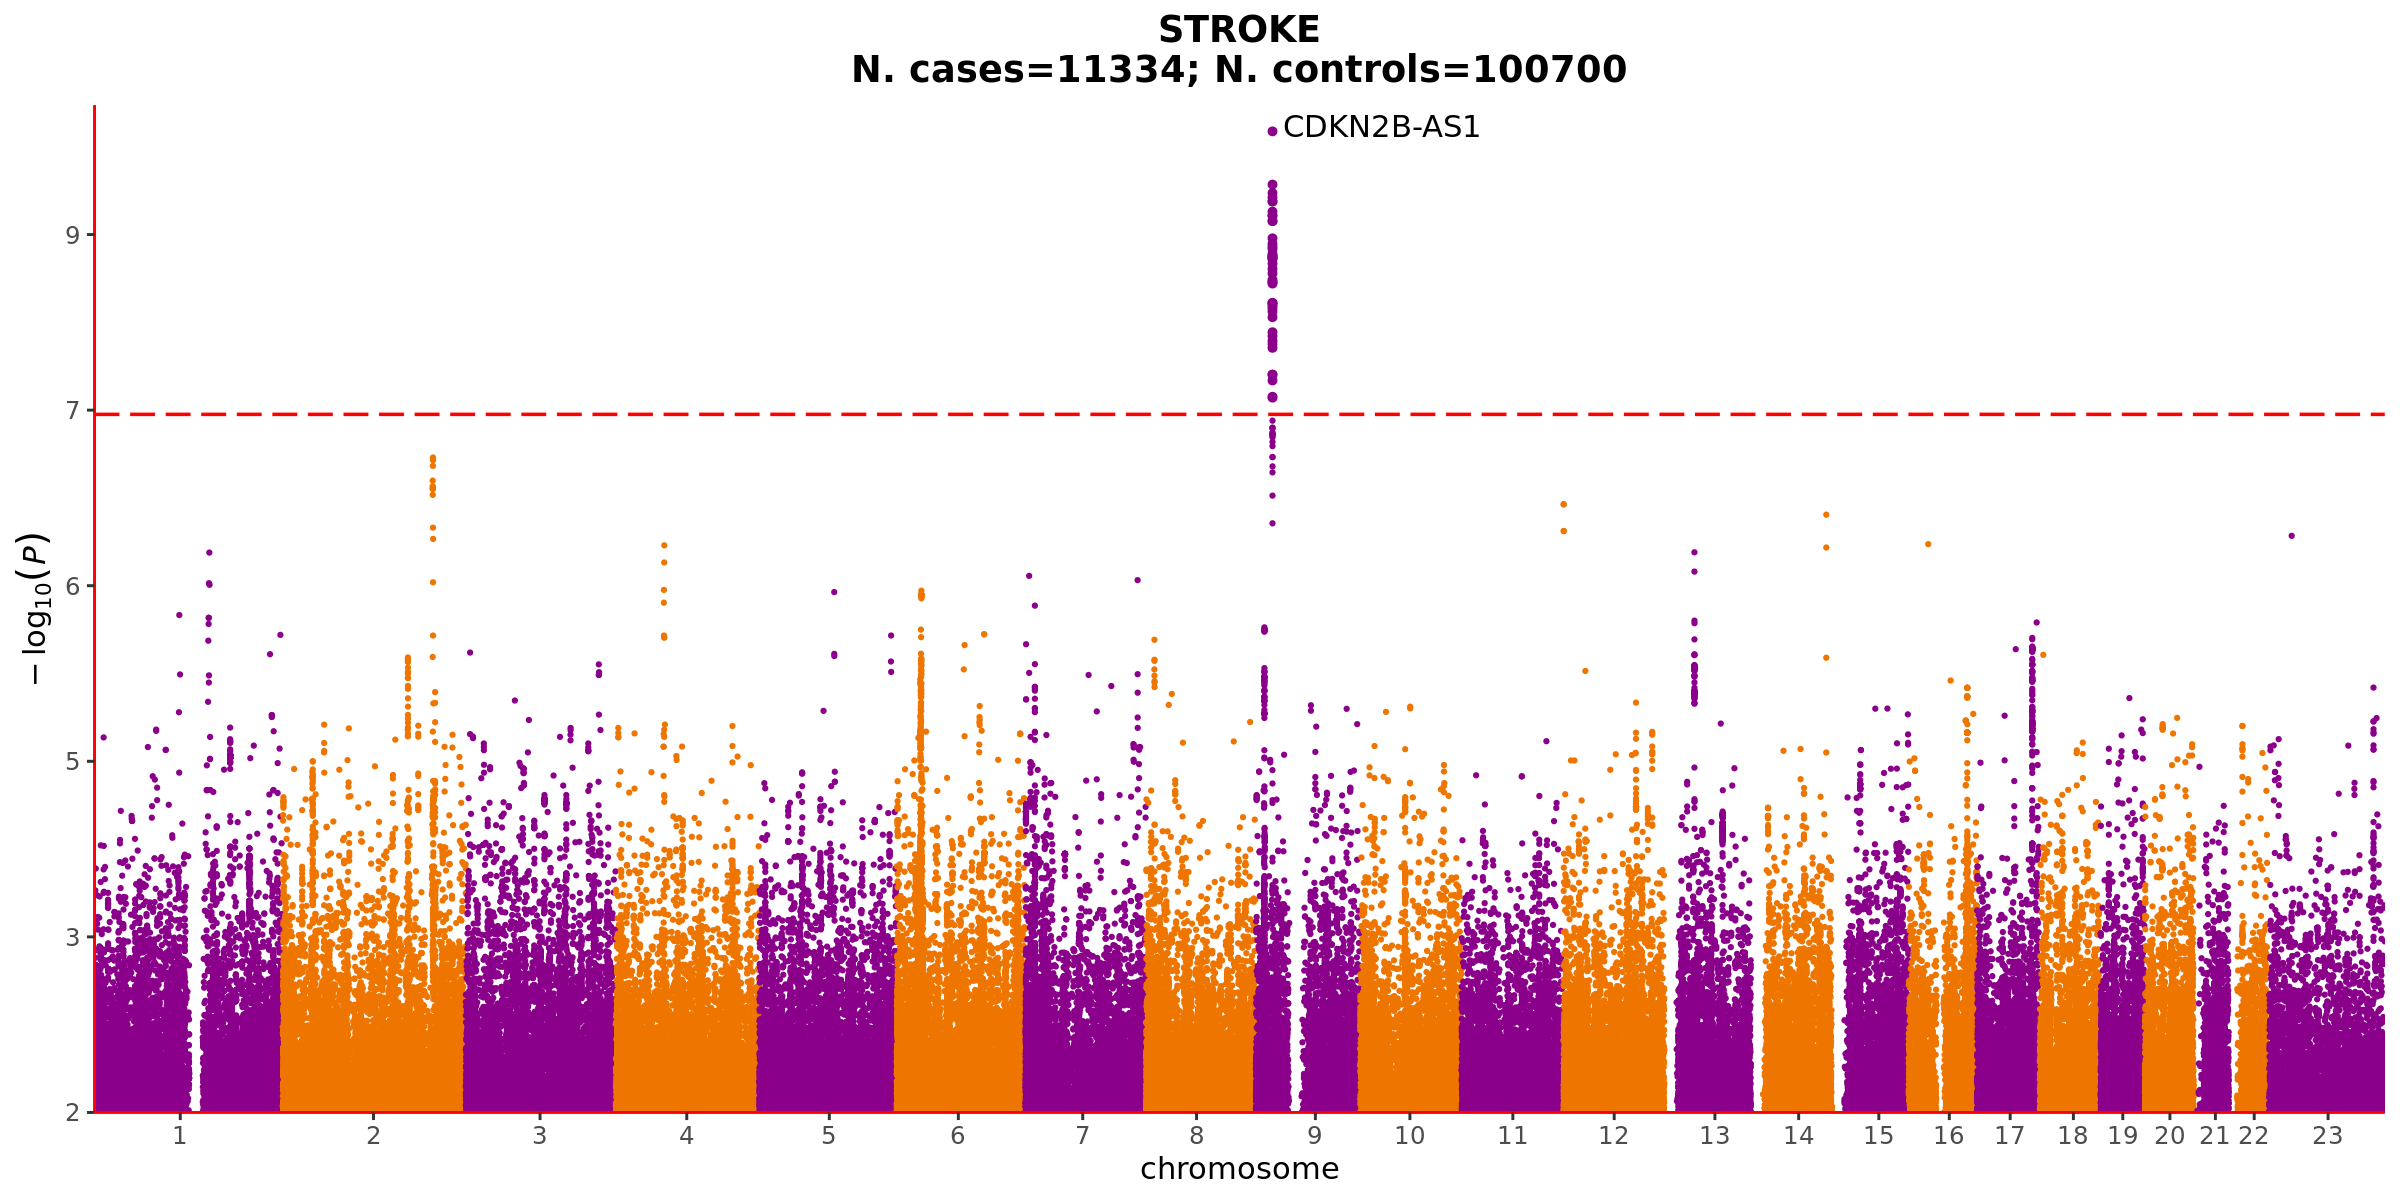 STROKE
N. cases=11334; N. controls=100700
CDKN2B-AS1
9
7
6
5
3
2
−log10(P)
1 2 3 4 5 6 7 8 9 10 11 12 13 14 15 16 17 18 19 20 21 22 23
chromosome